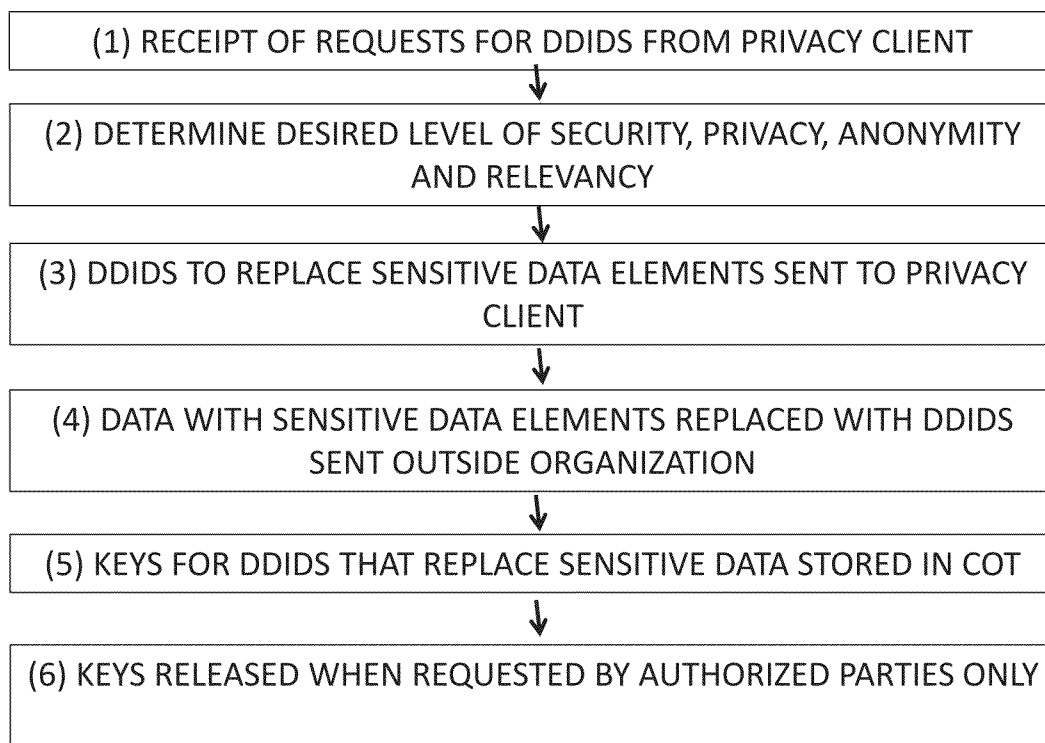 (1) RECEIPT OF REQUESTS FOR DDIDS FROM PRIVACY CLIENT
(2) DETERMINE DESIRED LEVEL OF SECURITY, PRIVACY, ANONYMITY
AND RELEVANCY
(3) DDIDS TO REPLACE SENSITIVE DATA ELEMENTS SENT TO PRIVACY
CLIENT
(4) DATA WITH SENSITIVE DATA ELEMENTS REPLACED WITH DDIDS
SENT OUTSIDE ORGANIZATION
(5) KEYS FOR DDIDS THAT REPLACE SENSITIVE DATA STORED IN COT
(6) KEYS RELEASED WHEN REQUESTED BY AUTHORIZED PARTIES ONLY